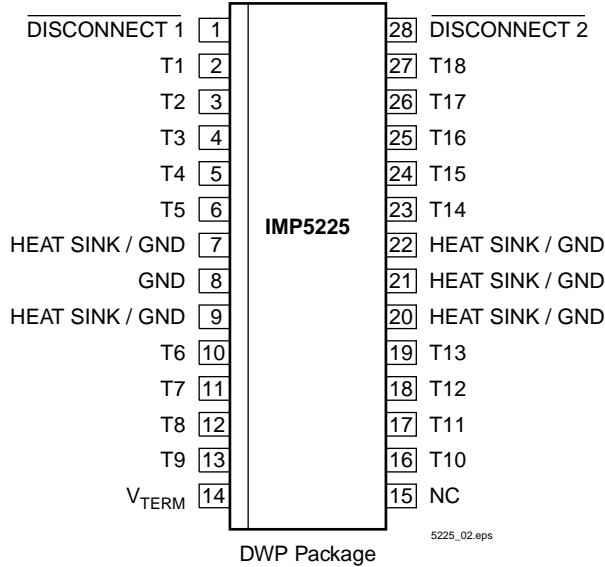 DISCONNECT 1 1 28 DISCONNECT 2
T1 2 27 T18
T2 3 26 T17
T3 4 25 T16
T4 5 24 T15
T5 6 23 T14
IMP5225
HEAT SINK / GND 7 22 HEAT SINK / GND
GND 8 21 HEAT SINK / GND
HEAT SINK / GND 9 20 HEAT SINK / GND
T6 10 19 T13
T7 11 18 T12
T8 12 17 T11
T9 13 16 T10
VTERM 14 15 NC
5225_02.eps
DWP Package